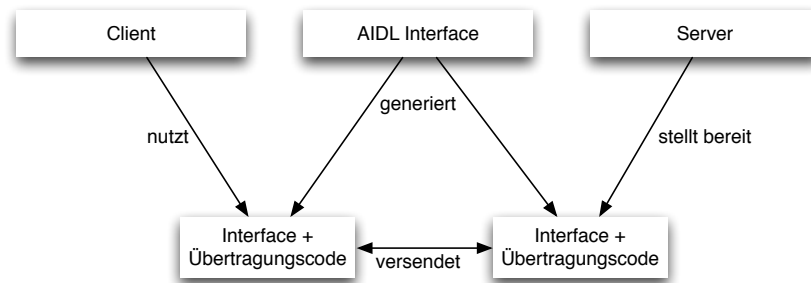 Client
AIDL Interface
Server
generiert
nutzt
stellt bereit
Interface +
Übertragungscode
versendet
Interface +
Übertragungscode